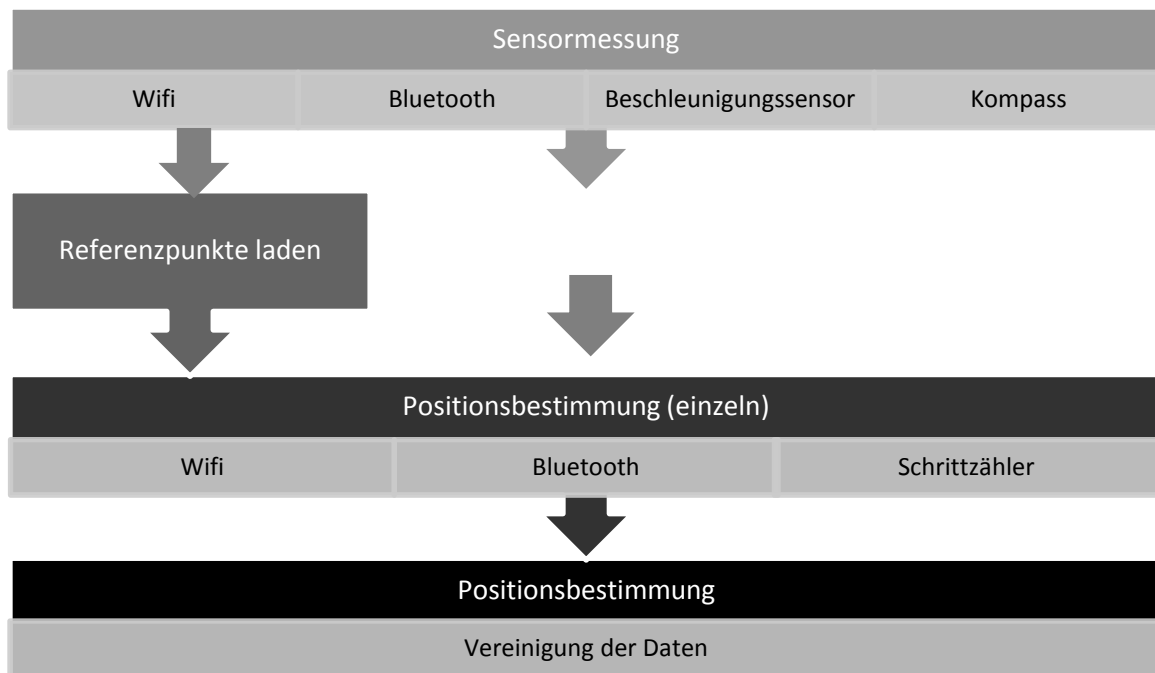 Sensormessung
Wifi Bluetooth Beschleunigungssensor Kompass
Referenzpunkte laden
Positionsbestimmung (einzeln)
Wifi Bluetooth Schrittzähler
Positionsbestimmung
Vereinigung der Daten